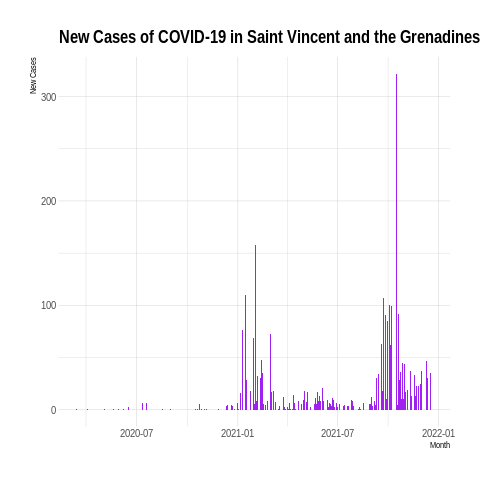 New Cases of COVID-19 in Saint Vincent and the Grenadines
New Cases
300
200
100
0
2020-07
2021-01
2021-07
2022-01
Month